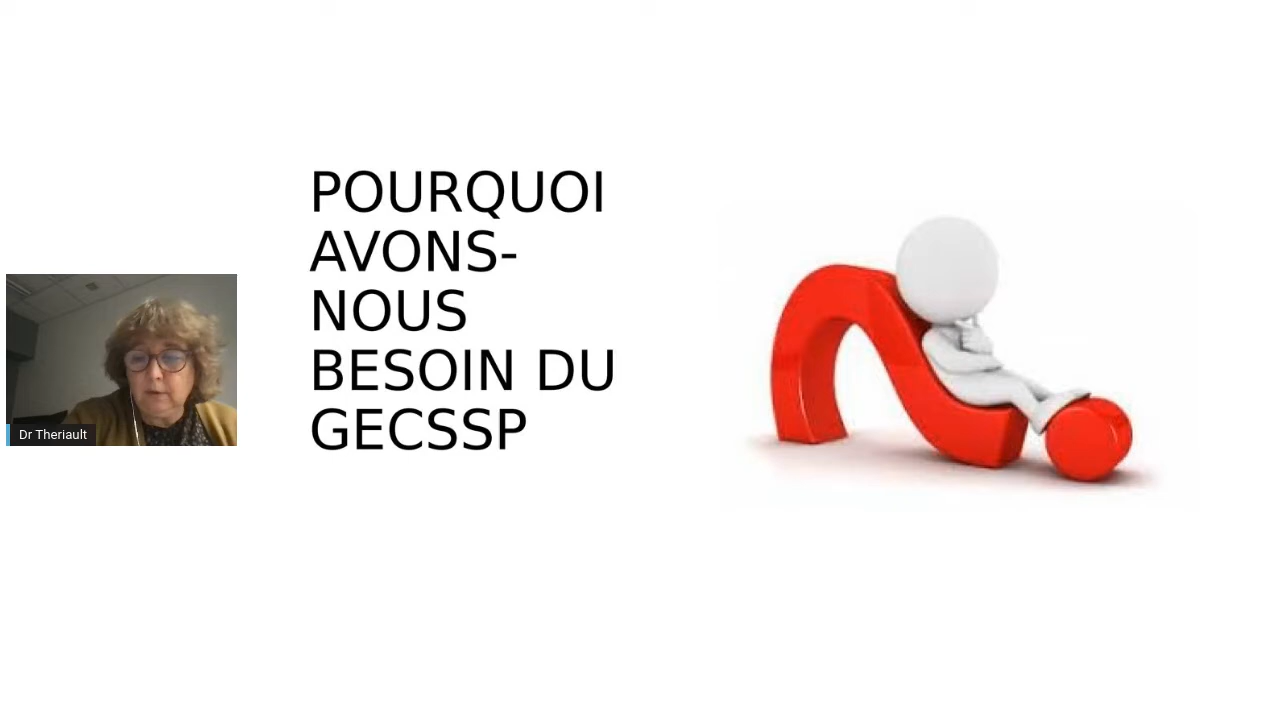 POURQUOI
AVONS-
NOUS
BESOIN DU
GECSSP
Dr Theriault